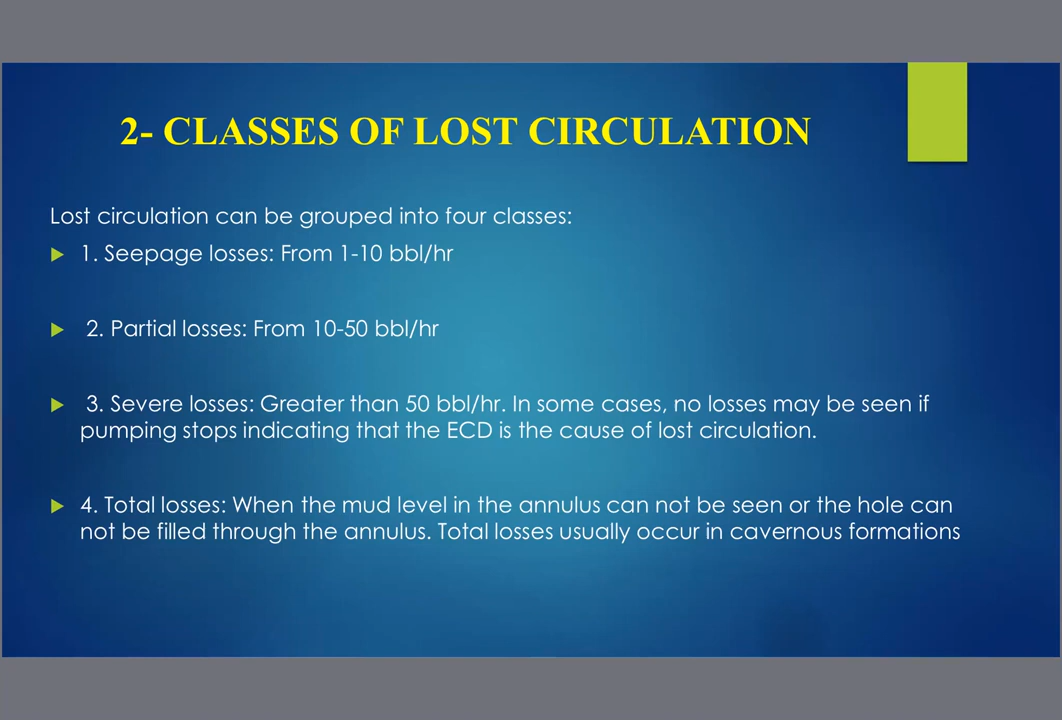 2- CLASSES OF LOST CIRCULATION
Lost circulation can be grouped into four classes:
1. Seepage losses: From 1-10 bbl/hr
2. Partial losses: From 10-50 bbl/hr
3. Severe losses: Greater than 50 bbl/hr. In some cases, no losses may be seen if
pumping stops indicating that the ECD is the cause of lost circulation.
4. Total losses: When the mud level in the annulus can not be seen or the hole can
not be filled through the annulus. Total losses usually occur in cavernous formations